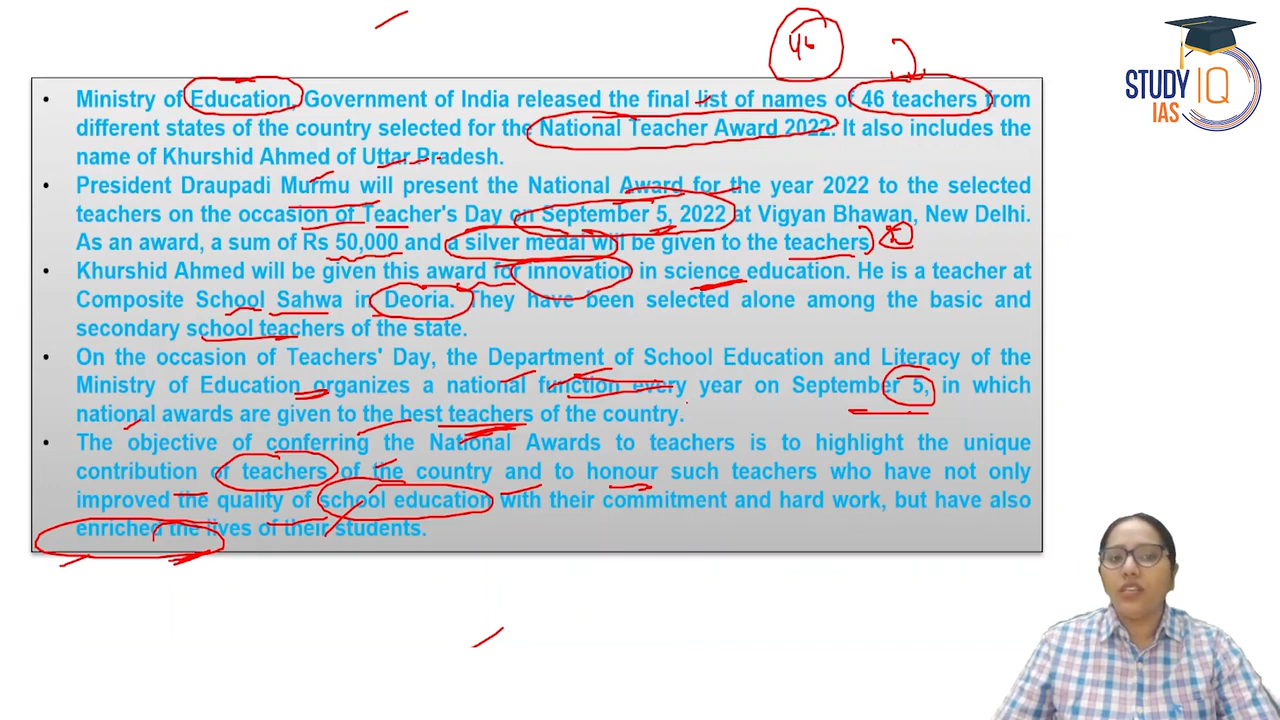 46
STUDY IQ
IAS
• Ministry of Education, Government of India released the final list of names of 46 teachers from
different states of the country selected for the National Teacher Award 2022. It also includes the
name of Khurshid Ahmed of Uttar Pradesh.
• President Draupadi Murmu will present the National Award for the year 2022 to the selected
teachers on the occasion of Teacher's Day on September 5, 2022 at Vigyan Bhawan, New Delhi.
As an award, a sum of Rs 50,000 and a silver medal will be given to the teachers
• Khurshid Ahmed will be given this award for innovation in science education. He is a teacher at
Composite School Sahwa in Deoria. They have been selected alone among the basic and
secondary school teachers of the state.
• On the occasion of Teachers' Day, the Department of School Education and Literacy of the
Ministry of Education organizes a national function every year on September 5, in which
national awards are given to the best teachers of the country.
• The objective of conferring the National Awards to teachers is to highlight the unique
contribution of teachers of the country and to honour such teachers who have not only
improved the quality of school education with their commitment and hard work, but have also
enriched the lives of their students.